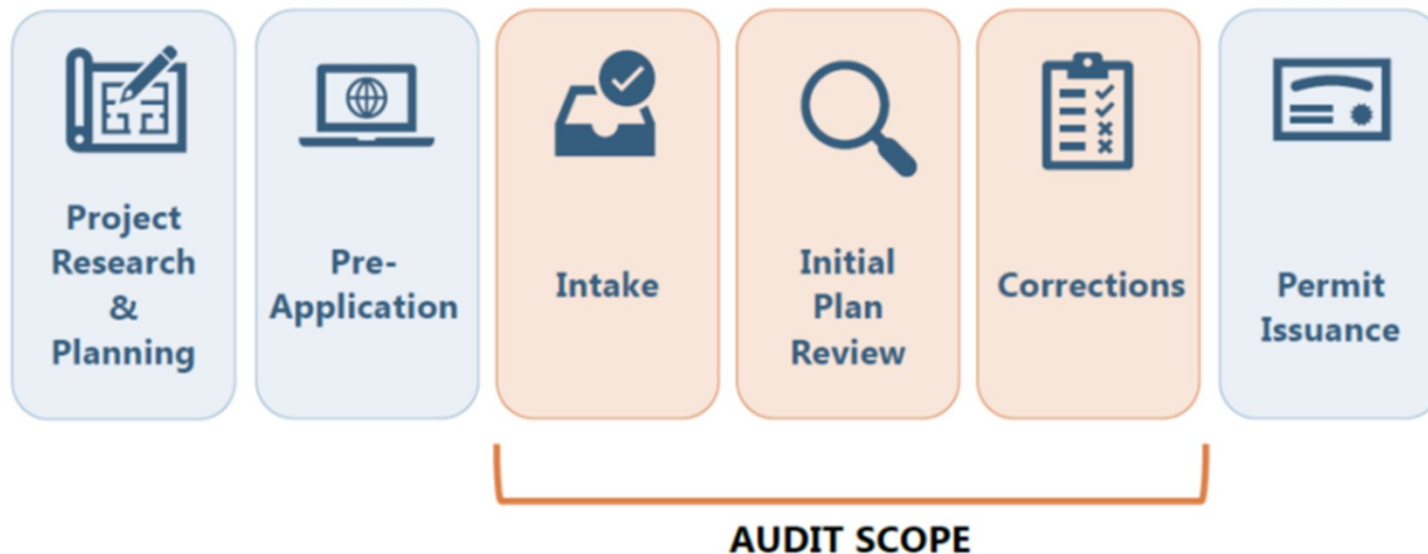 Project
Research
&
Planning
Pre-
Application
Intake
Initial
Plan
Review
Corrections
Permit
Issuance
AUDIT SCOPE